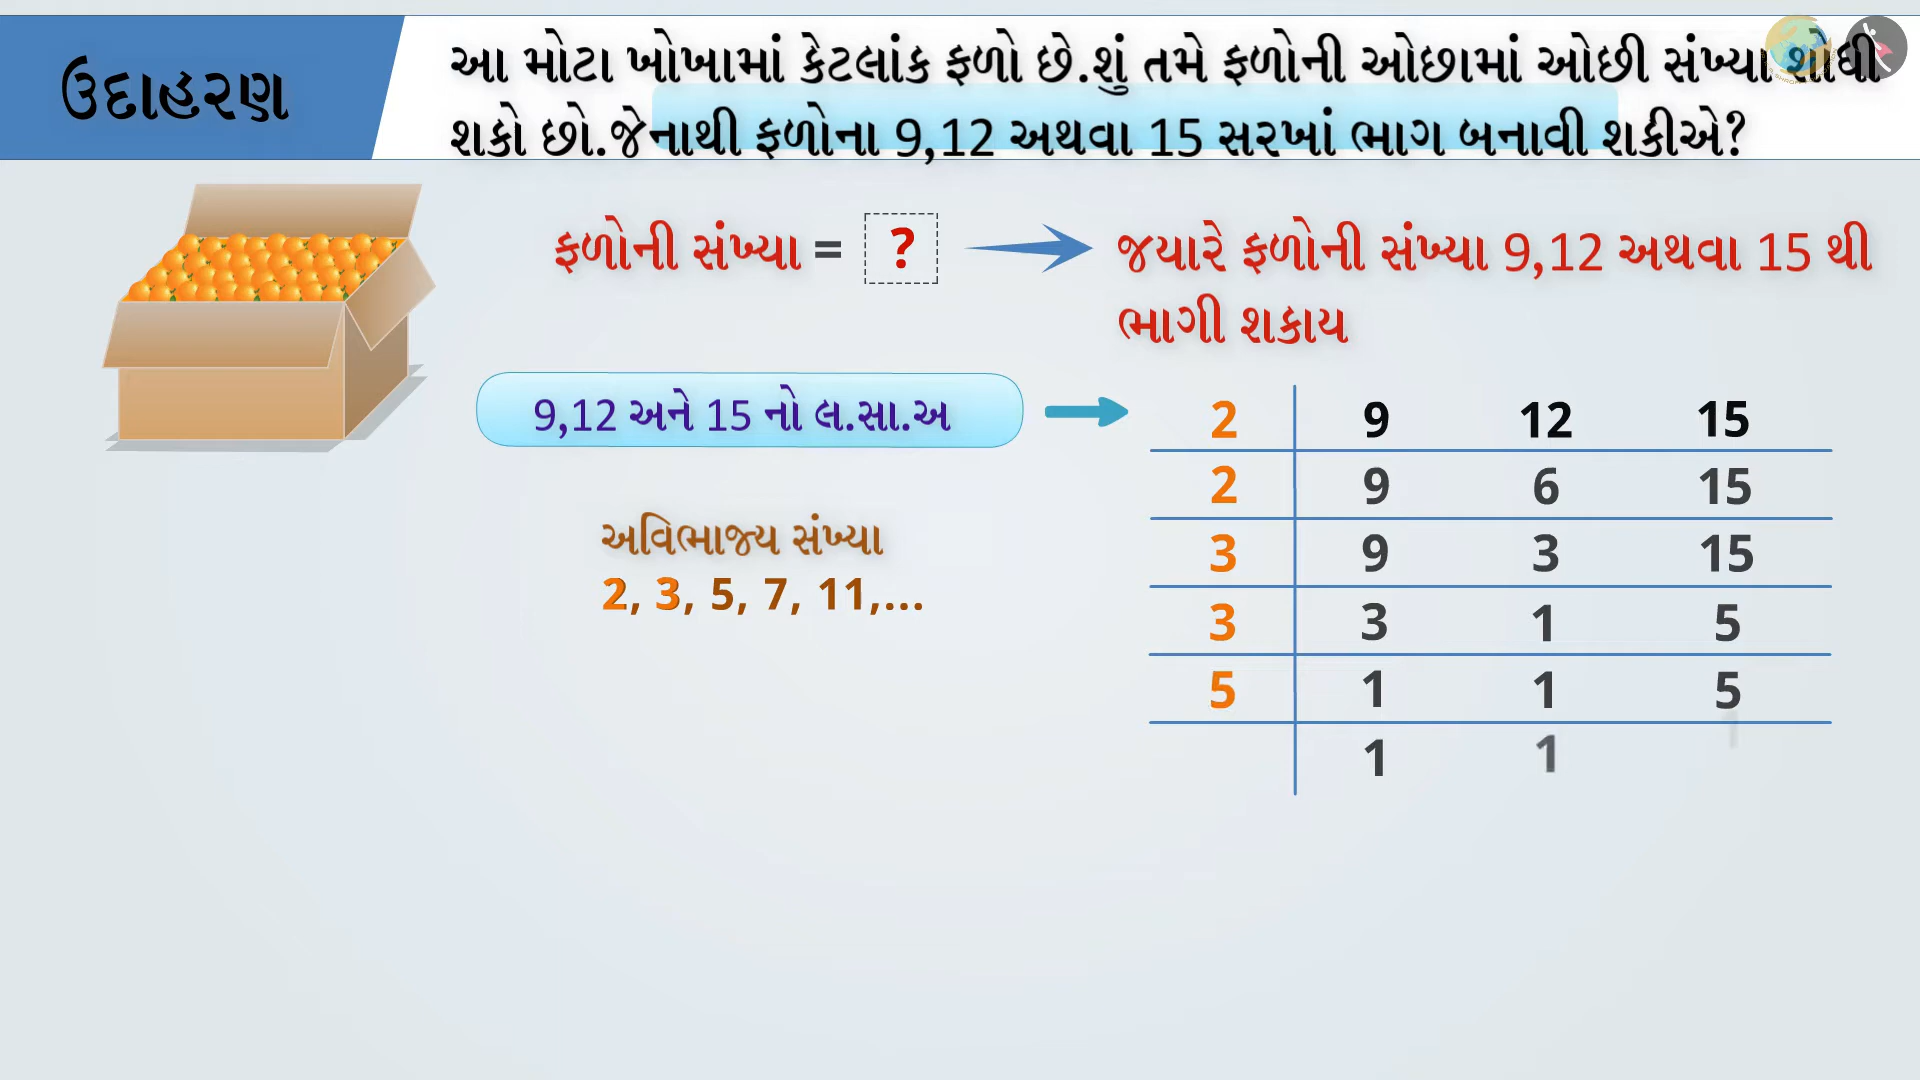 ઉદાહરણ
આ મોટા ખોખામાં કેટલાંક ફળો છે.શું તમે ફળોની ઓછામાં ઓછી સંખ્યા શોધી
શકો છો.જેનાથી ફળોના 9,12 અથવા 15 સરખાં ભાગ બનાવી શકીએ?
ફળોની સંખ્યા = ?
જયારે ફળોની સંખ્યા 9,12 અથવા 15 થી
ભાગી શકાય
9,12 અને 15 નો લ.સા.અ
2 9 12 15
2 9 6 15
3 9 3 15
3 3 1 5
5 1 1 5
1 1 1
અવિભાજ્ય સંખ્યા
2, 3, 5, 7, 11,...